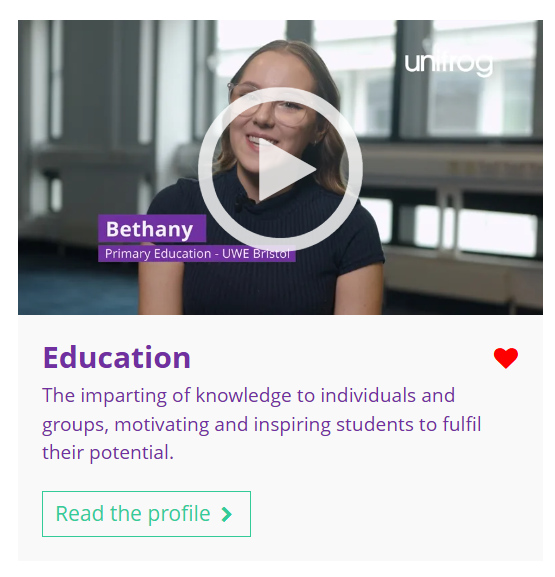 unifrog
Bethany
Primary Education - UWE Bristol
Education
The imparting of knowledge to individuals and
groups, motivating and inspiring students to fulfil
their potential.
Read the profile